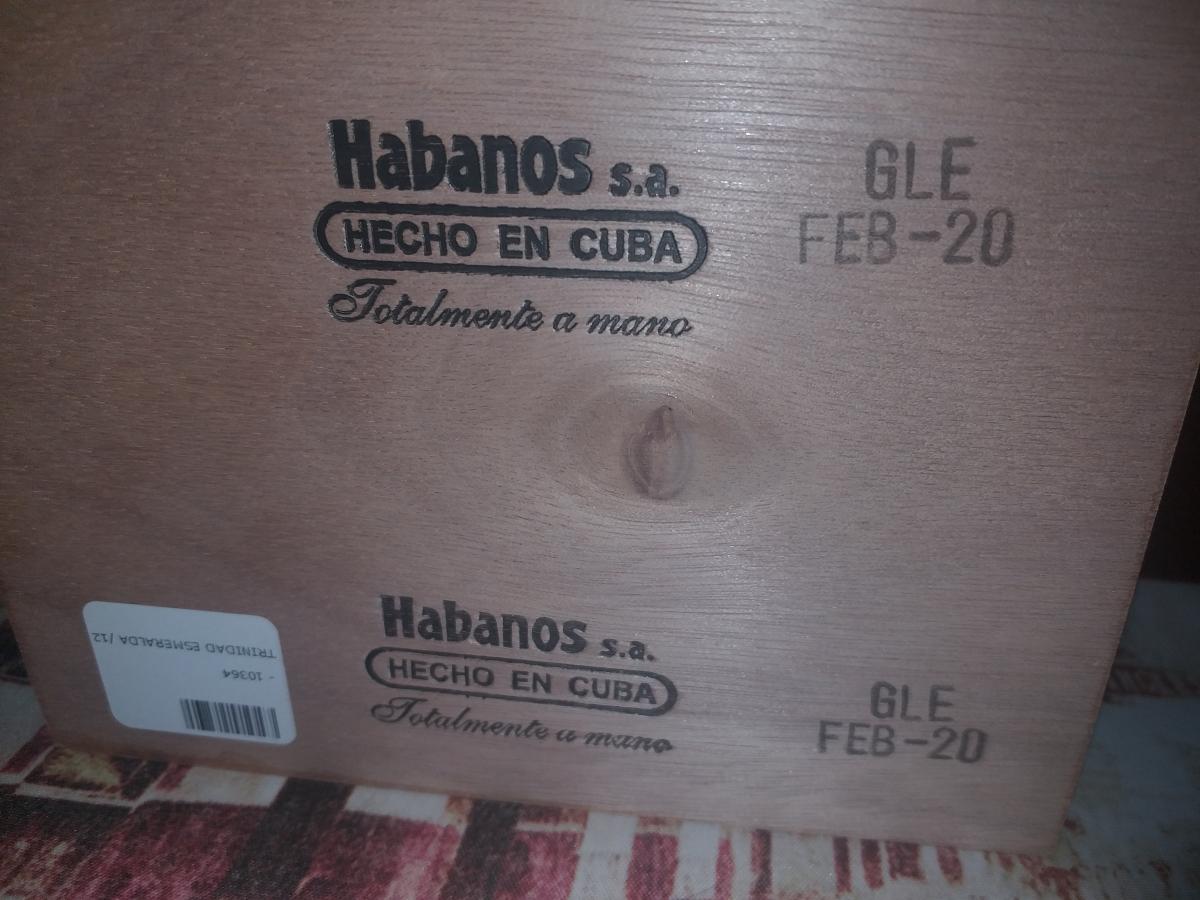 Habanos s.a.
HECHO EN CUBA
Totalmente a mano
GLE
FEB-20
Habanos s.a.
HECHO EN CUBA
Totalmente a mano
GLE
FEB-20
TRINIDAD ESMERALDA /12
- 10364